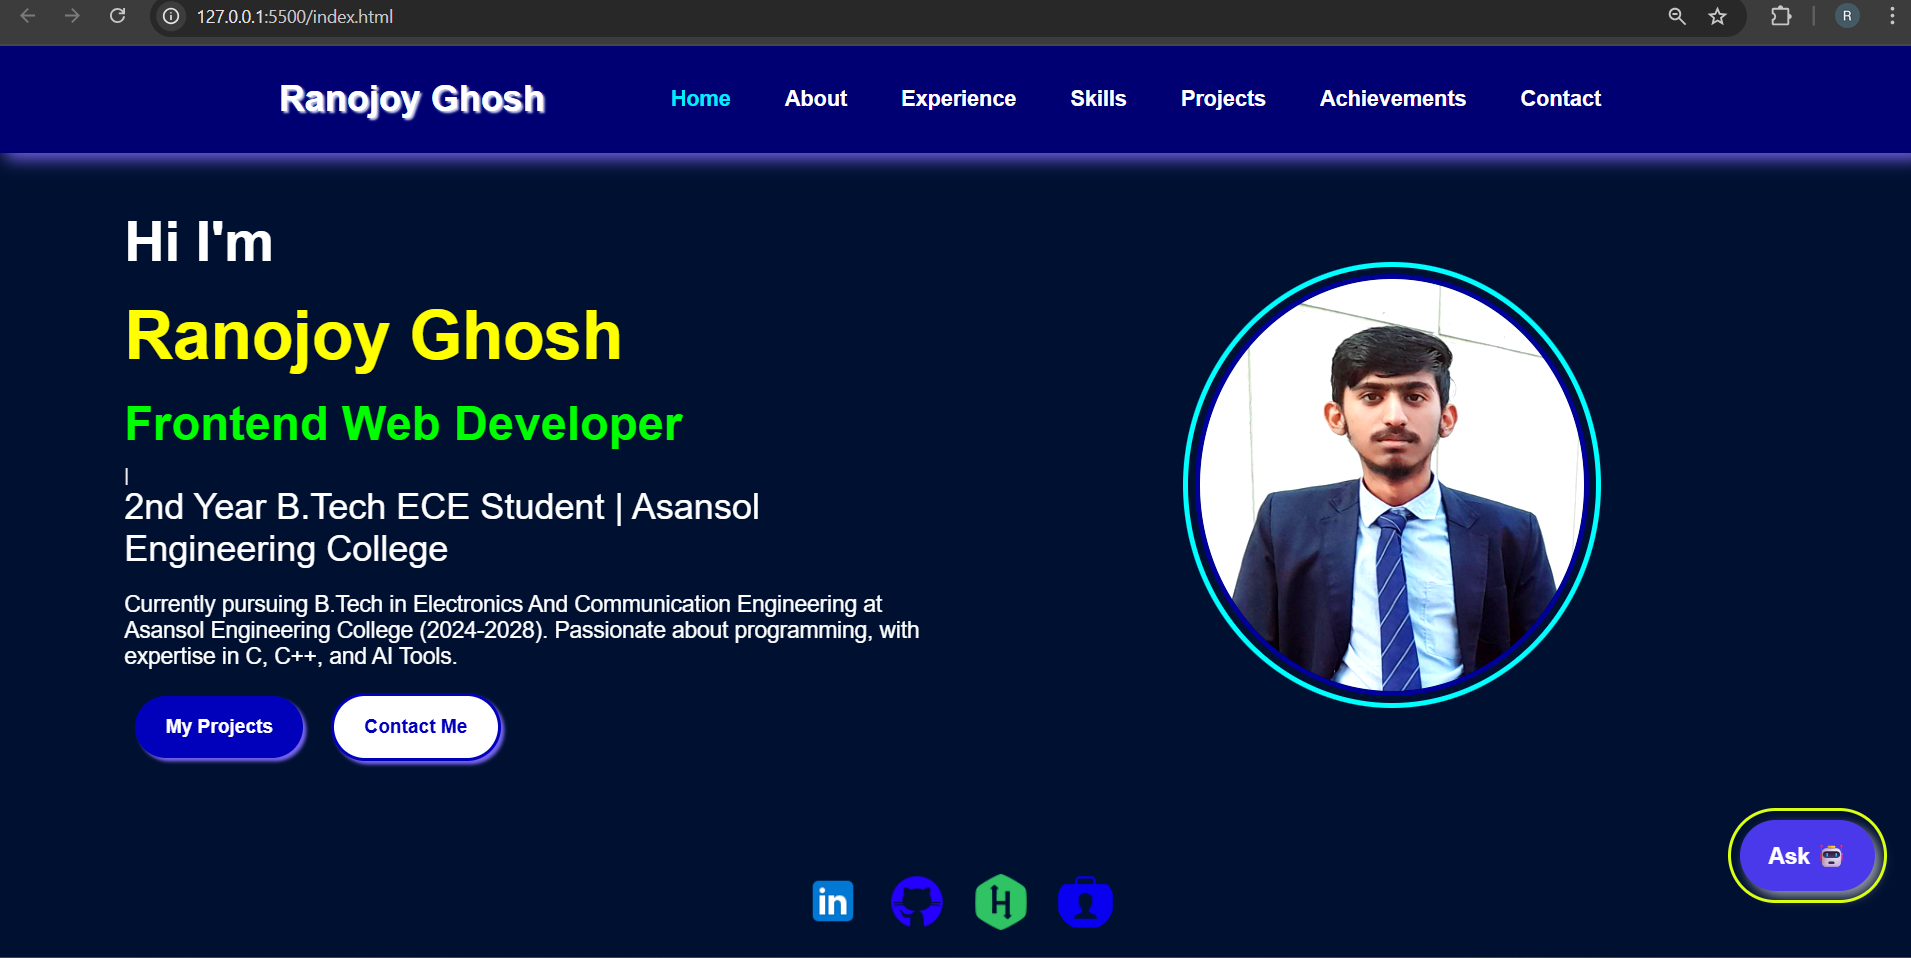 127.0.0.1:5500/index.html
R
Ranojoy Ghosh
Home
About
Experience
Skills
Projects
Achievements
Contact
Hi I'm
Ranojoy Ghosh
Frontend Web Developer
|
2nd Year B.Tech ECE Student | Asansol
Engineering College
Currently pursuing B.Tech in Electronics And Communication Engineering at
Asansol Engineering College (2024-2028). Passionate about programming, with
expertise in C, C++, and AI Tools.
My Projects
Contact Me
Ask
in
H